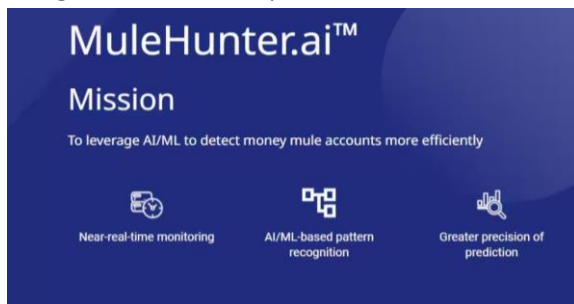 MuleHunter.ai™
Mission
To leverage AI/ML to detect money mule accounts more efficiently
Near-real-time monitoring
AI/ML-based pattern
recognition
Greater precision of
prediction